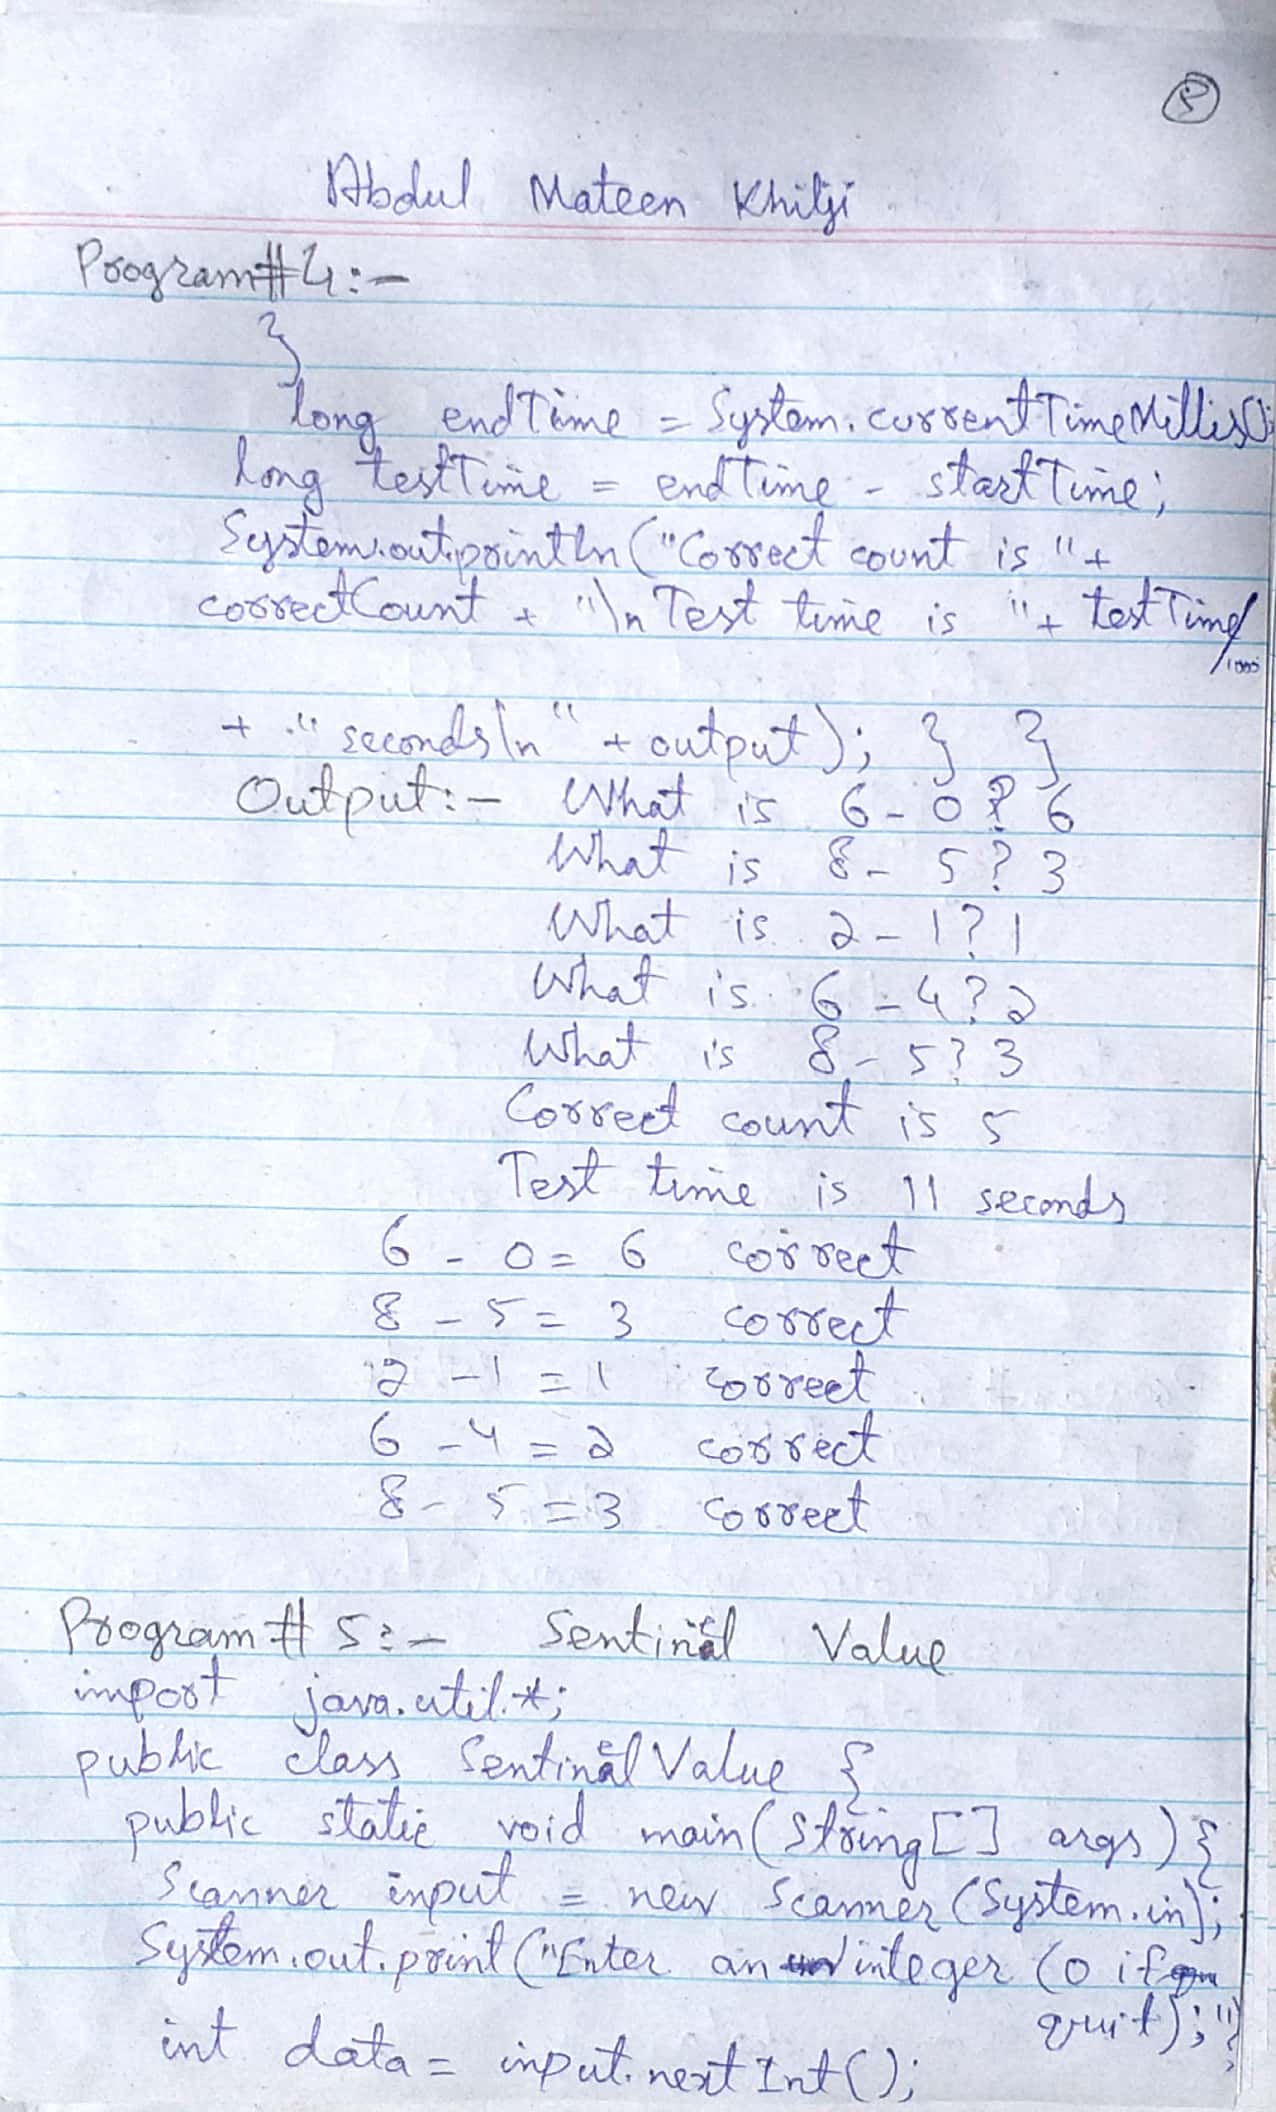 5
Abdul Mateen Khilji
Program#4:-
}
long endTime = System.currentTimeMillis();
long testTime = endTime - startTime;
System.out.println("Correct count is "+
correctCount + "\n Test time is "+ testTime/1000
+ " seconds\n" + output); } }
Output:- What is 6-0? 6
What is 8-5? 3
What is 2-1? 1
What is 6-4? 2
What is 8-5? 3
Correct count is 5
Test time is 11 seconds
6 - 0 = 6 correct
8 - 5 = 3 correct
2 - 1 = 1 correct
6 - 4 = 2 correct
8 - 5 = 3 correct
Program # 5:- Sentinel Value
import java.util.*;
public class SentinelValue {
public static void main(String[] args){
Scanner input = new Scanner(System.in);
System.out.print("Enter an integer (0 if
quit);"
int data = input.nextInt();